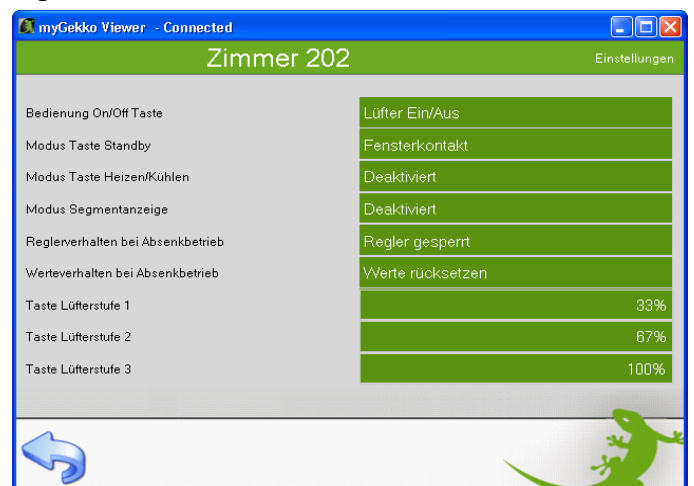 myGekko Viewer - Connected
Zimmer 202
Einstellungen
Bedienung On/Off Taste Lüfter Ein/Aus
Modus Taste Standby Fensterkontakt
Modus Taste Heizen/Kühlen Deaktiviert
Modus Segmentanzeige Deaktiviert
Reglerverhalten bei Absenkbetrieb Regler gesperrt
Werteverhalten bei Absenkbetrieb Werte rücksetzen
Taste Lüfterstufe 1 33%
Taste Lüfterstufe 2 67%
Taste Lüfterstufe 3 100%